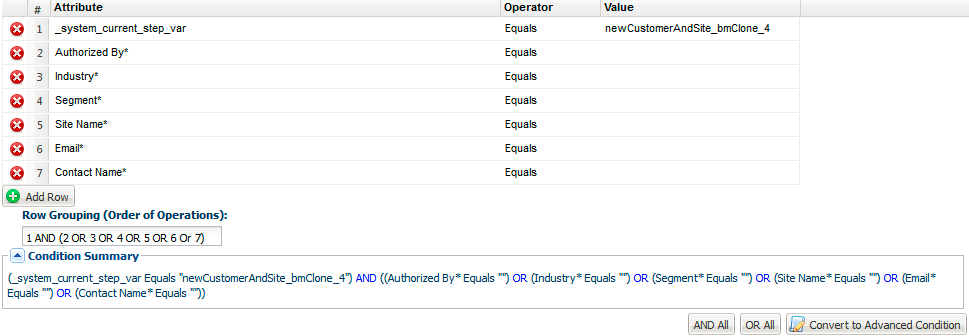 # Attribute Operator Value
1 _system_current_step_var Equals newCustomerAndSite_bmClone_4
2 Authorized By* Equals
3 Industry* Equals
4 Segment* Equals
5 Site Name* Equals
6 Email* Equals
7 Contact Name* Equals
Add Row
Row Grouping (Order of Operations):
1 AND (2 OR 3 OR 4 OR 5 OR 6 Or 7)
Condition Summary
(_system_current_step_var Equals "newCustomerAndSite_bmClone_4") AND ((Authorized By* Equals "") OR (Industry* Equals "") OR (Segment* Equals "") OR (Site Name* Equals "") OR (Email*
Equals "") OR (Contact Name* Equals ""))
AND All OR All Convert to Advanced Condition